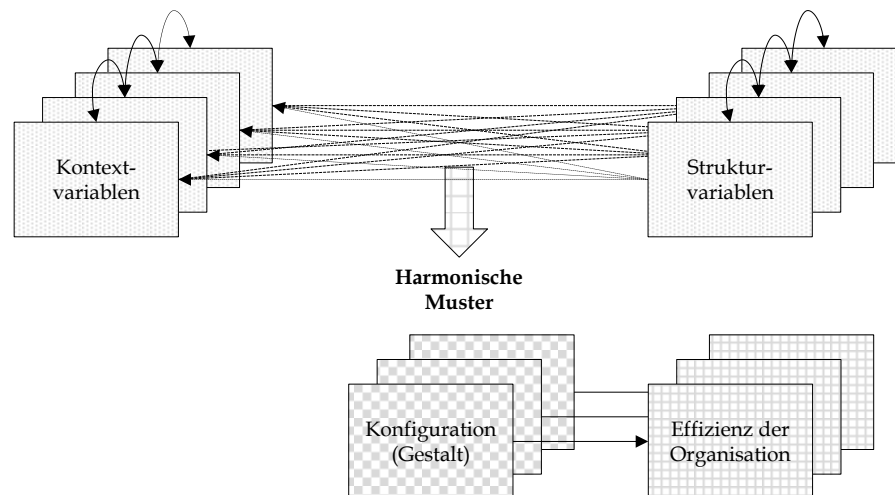 Kontext-
variablen
Struktur-
variablen
Harmonische
Muster
Konfiguration
(Gestalt)
Effizienz der
Organisation